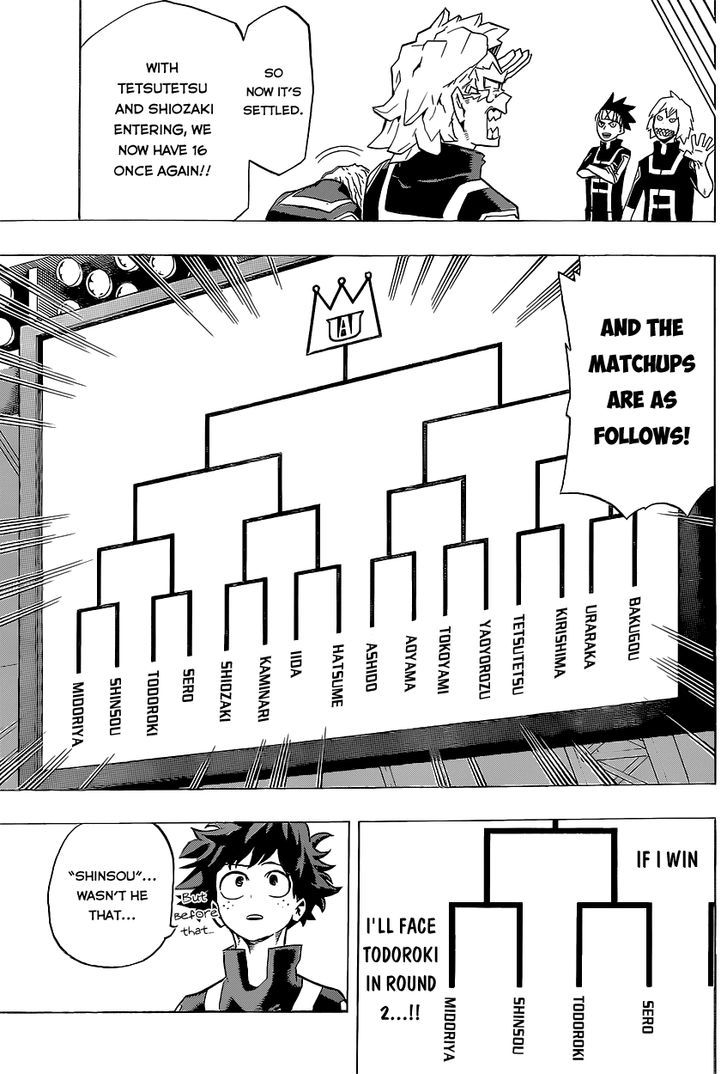 SO
NOW IT'S
SETTLED.
WITH
TETSUTETSU
AND SHIOZAKI
ENTERING, WE
NOW HAVE 16
ONCE AGAIN!!
AND THE
MATCHUPS
ARE AS
FOLLOWS!
UA
MIDORIYA
SHINSOU
TODOROKI
SERO
SHIOZAKI
KAMINARI
IIDA
HATSUME
ASHIDO
AOYAMA
TOKOYAMI
YAOYOROZU
TETSUTETSU
KIRISHIMA
URARAKA
BAKUGOU
IF I WIN
I'LL FACE
TODOROKI
IN ROUND
2...!!
MIDORIYA
SHINSOU
TODOROKI
SERO
"SHINSOU"...
WASN'T HE
THAT...
But
Before
that...